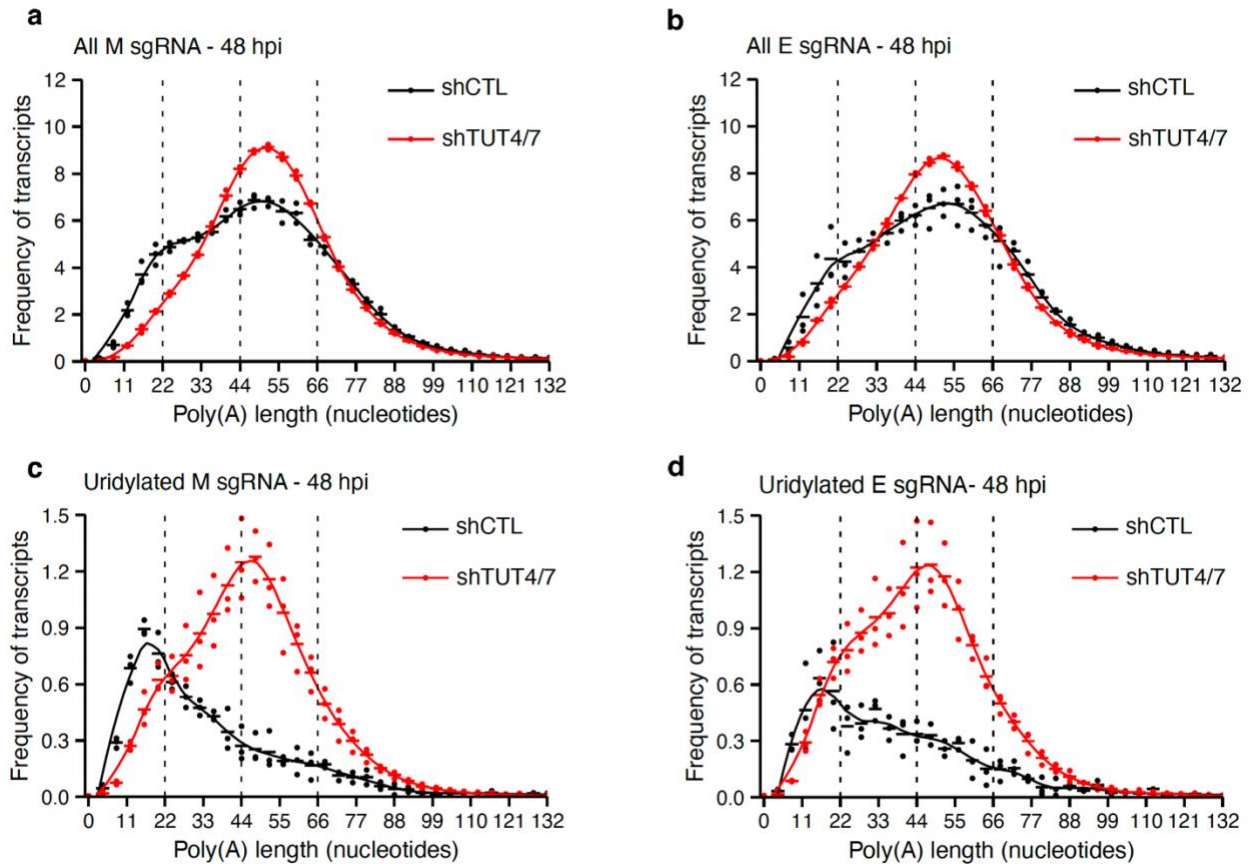 a
All M sgRNA - 48 hpi
Frequency of transcripts
12
10
8
6
4
2
0
shCTL
shTUT4/7
0 11 22 33 44 55 66 77 88 99 110 121 132
Poly(A) length (nucleotides)
b
All E sgRNA - 48 hpi
Frequency of transcripts
12
10
8
6
4
2
0
shCTL
shTUT4/7
0 11 22 33 44 55 66 77 88 99 110 121 132
Poly(A) length (nucleotides)
c
Uridylated M sgRNA - 48 hpi
Frequency of transcripts
1.5
1.2
0.9
0.6
0.3
0.0
shCTL
shTUT4/7
0 11 22 33 44 55 66 77 88 99 110 121 132
Poly(A) length (nucleotides)
d
Uridylated E sgRNA- 48 hpi
Frequency of transcripts
1.5
1.2
0.9
0.6
0.3
0.0
shCTL
shTUT4/7
0 11 22 33 44 55 66 77 88 99 110 121 132
Poly(A) length (nucleotides)